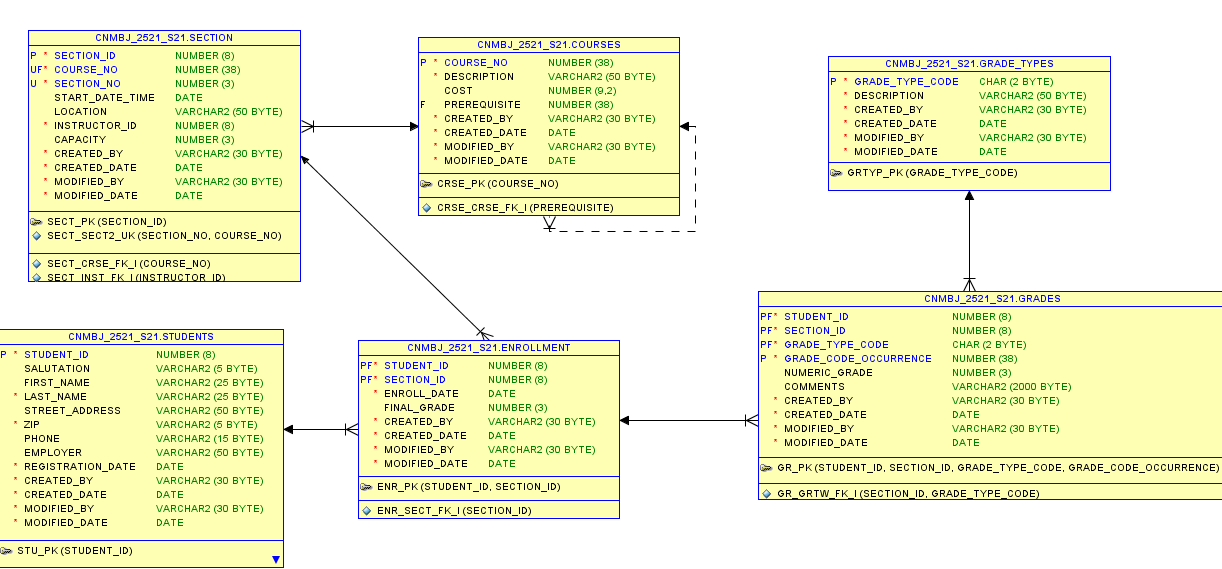 CNMBJ_2521_S21.SECTION
P * SECTION_ID NUMBER (8)
UF* COURSE_NO NUMBER (38)
U * SECTION_NO NUMBER (3)
START_DATE_TIME DATE
LOCATION VARCHAR2 (50 BYTE)
* INSTRUCTOR_ID NUMBER (8)
CAPACITY NUMBER (3)
* CREATED_BY VARCHAR2 (30 BYTE)
* CREATED_DATE DATE
* MODIFIED_BY VARCHAR2 (30 BYTE)
* MODIFIED_DATE DATE
SECT_PK (SECTION_ID)
SECT_SECT2_UK (SECTION_NO, COURSE_NO)
SECT_CRSE_FK_I (COURSE_NO)
SECT_INST_FK_I (INSTRUCTOR_ID)
CNMBJ_2521_S21.COURSES
P * COURSE_NO NUMBER (38)
* DESCRIPTION VARCHAR2 (50 BYTE)
COST NUMBER (9,2)
F PREREQUISITE NUMBER (38)
* CREATED_BY VARCHAR2 (30 BYTE)
* CREATED_DATE DATE
* MODIFIED_BY VARCHAR2 (30 BYTE)
* MODIFIED_DATE DATE
CRSE_PK (COURSE_NO)
CRSE_CRSE_FK_I (PREREQUISITE)
CNMBJ_2521_S21.GRADE_TYPES
P * GRADE_TYPE_CODE CHAR (2 BYTE)
* DESCRIPTION VARCHAR2 (50 BYTE)
* CREATED_BY VARCHAR2 (30 BYTE)
* CREATED_DATE DATE
* MODIFIED_BY VARCHAR2 (30 BYTE)
* MODIFIED_DATE DATE
GRTYP_PK (GRADE_TYPE_CODE)
CNMBJ_2521_S21.STUDENTS
P * STUDENT_ID NUMBER (8)
SALUTATION VARCHAR2 (5 BYTE)
FIRST_NAME VARCHAR2 (25 BYTE)
* LAST_NAME VARCHAR2 (25 BYTE)
STREET_ADDRESS VARCHAR2 (50 BYTE)
* ZIP VARCHAR2 (5 BYTE)
PHONE VARCHAR2 (15 BYTE)
EMPLOYER VARCHAR2 (50 BYTE)
* REGISTRATION_DATE DATE
* CREATED_BY VARCHAR2 (30 BYTE)
* CREATED_DATE DATE
* MODIFIED_BY VARCHAR2 (30 BYTE)
* MODIFIED_DATE DATE
STU_PK (STUDENT_ID)
CNMBJ_2521_S21.ENROLLMENT
PF* STUDENT_ID NUMBER (8)
PF* SECTION_ID NUMBER (8)
* ENROLL_DATE DATE
FINAL_GRADE NUMBER (3)
* CREATED_BY VARCHAR2 (30 BYTE)
* CREATED_DATE DATE
* MODIFIED_BY VARCHAR2 (30 BYTE)
* MODIFIED_DATE DATE
ENR_PK (STUDENT_ID, SECTION_ID)
ENR_SECT_FK_I (SECTION_ID)
CNMBJ_2521_S21.GRADES
PF* STUDENT_ID NUMBER (8)
PF* SECTION_ID NUMBER (8)
PF* GRADE_TYPE_CODE CHAR (2 BYTE)
P * GRADE_CODE_OCCURRENCE NUMBER (38)
NUMERIC_GRADE NUMBER (3)
COMMENTS VARCHAR2 (2000 BYTE)
* CREATED_BY VARCHAR2 (30 BYTE)
* CREATED_DATE DATE
* MODIFIED_BY VARCHAR2 (30 BYTE)
* MODIFIED_DATE DATE
GR_PK (STUDENT_ID, SECTION_ID, GRADE_TYPE_CODE, GRADE_CODE_OCCURRENCE)
GR_GRTW_FK_I (SECTION_ID, GRADE_TYPE_CODE)